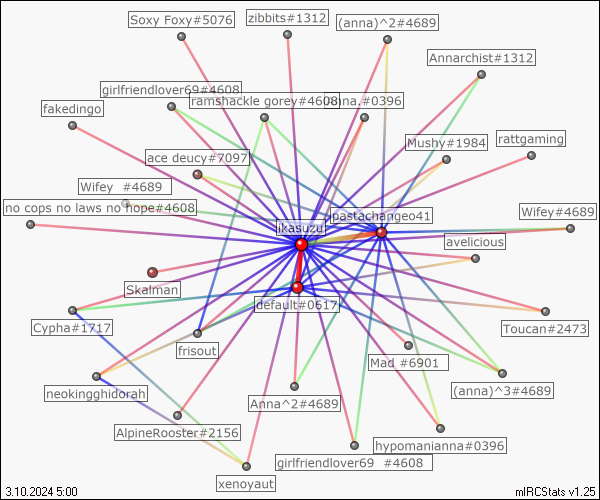 Soxy Foxy#5076
zibbits#1312
(anna)^2#4689
Annarchist#1312
girlfriendlover69#4608
ramshackle gorey#4608
fakedingo
Mushy#1984
rattgaming
ace deucy#7097
Wifey  #4689
no cops no laws no hope#4608
ikasuzu
jpastachangeo41
Wifey#4689
avelicious
Skalman
default#0617
Cypha#1717
Toucan#2473
frisout
Mad #6901
neokingghidorah
Anna^2#4689
(anna)^3#4689
AlpineRooster#2156
hypomanianna#0396
girlfriendlover69  #4608
xenoyaut
3.10.2024 5:00
mIRCStats v1.25